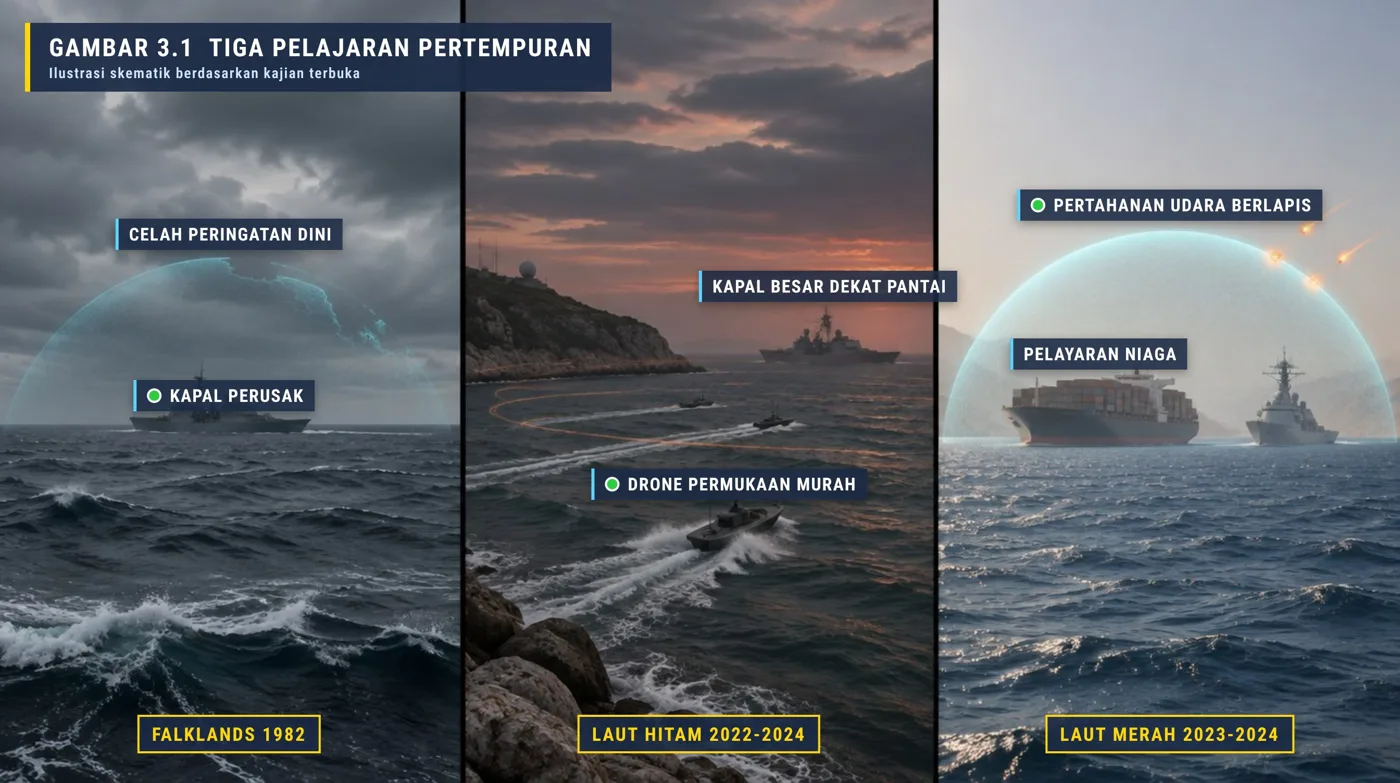 GAMBAR 3.1 TIGA PELAJARAN PERTEMPURAN
Ilustrasi skematik berdasarkan kajian terbuka
CELAH PERINGATAN DINI
KAPAL PERUSAK
FALKLANDS 1982
KAPAL BESAR DEKAT PANTAI
DRONE PERMUKAAN MURAH
LAUT HITAM 2022-2024
PERTAHANAN UDARA BERLAPIS
PELAYARAN NIAGA
LAUT MERAH 2023-2024